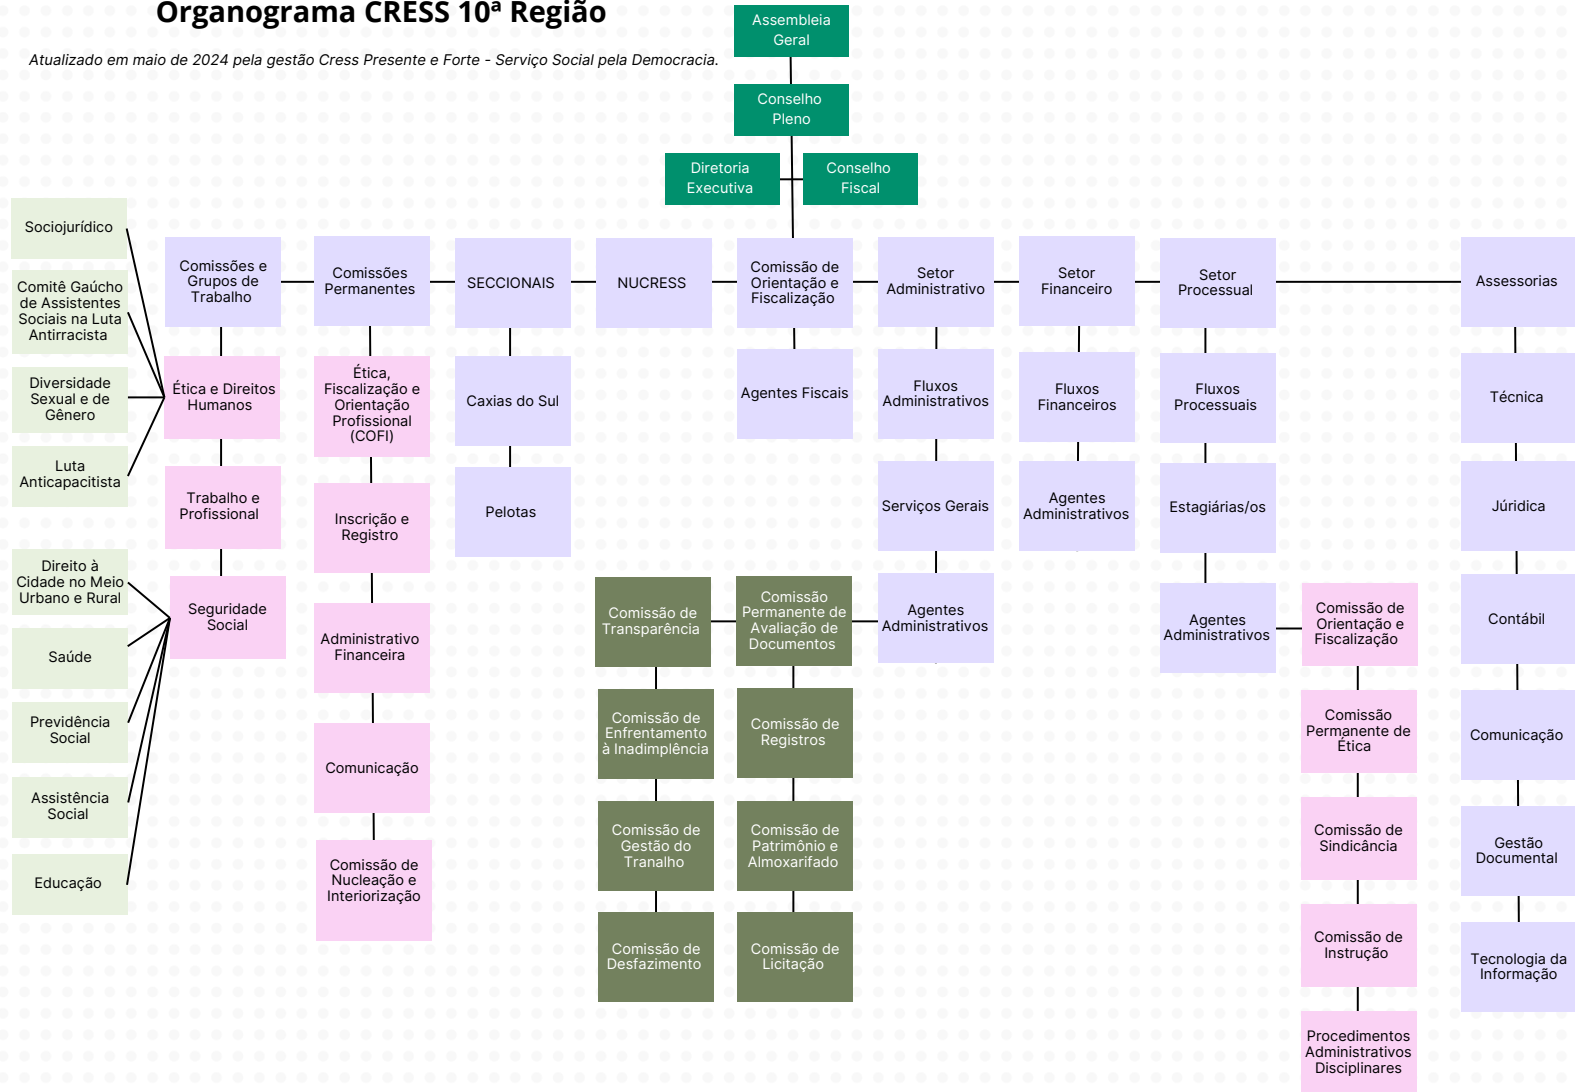 Organograma CRESS 10ª Região
Atualizado em maio de 2024 pela gestão Cress Presente e Forte - Serviço Social pela Democracia.
Assembleia
Geral
Conselho
Pleno
Diretoria
Executiva
Conselho
Fiscal
Comissões e
Grupos de
Trabalho
Comissões
Permanentes
SECCIONAIS
NUCRESS
Comissão de
Orientação e
Fiscalização
Setor
Administrativo
Setor
Financeiro
Setor
Processual
Assessorias
Sociojurídico
Comitê Gaúcho
de Assistentes
Sociais na Luta
Antirracista
Diversidade
Sexual e de
Gênero
Luta
Anticapacitista
Direito à
Cidade no Meio
Urbano e Rural
Saúde
Previdência
Social
Assistência
Social
Educação
Ética e Direitos
Humanos
Trabalho e
Profissional
Seguridade
Social
Ética,
Fiscalização e
Orientação
Profissional
(COFI)
Inscrição e
Registro
Administrativo
Financeira
Comunicação
Comissão de
Nucleação e
Interiorização
Caxias do Sul
Pelotas
Agentes Fiscais
Fluxos
Administrativos
Serviços Gerais
Agentes
Administrativos
Comissão de
Transparência
Comissão de
Enfrentamento
à Inadimplência
Comissão de
Gestão do
Tranalho
Comissão de
Desfazimento
Comissão
Permanente de
Avaliação de
Documentos
Comissão de
Registros
Comissão de
Patrimônio e
Almoxarifado
Comissão de
Licitação
Fluxos
Financeiros
Agentes
Administrativos
Fluxos
Processuais
Estagiárias/os
Agentes
Administrativos
Comissão de
Orientação e
Fiscalização
Comissão
Permanente de
Ética
Comissão de
Sindicância
Comissão de
Instrução
Procedimentos
Administrativos
Disciplinares
Técnica
Júridica
Contábil
Comunicação
Gestão
Documental
Tecnologia da
Informação